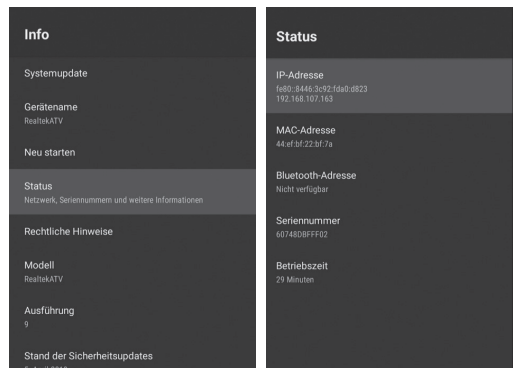 Info
Systemupdate
Gerätename
RealtekATV
Neu starten
Status
Netzwerk, Seriennummern und weitere Informationen
Rechtliche Hinweise
Modell
RealtekATV
Ausführung
9
Stand der Sicherheitsupdates
Status
IP-Adresse
fe80::8446:3c92:fda0:d823
192.168.107.163
MAC-Adresse
44:ef:bf:22:bf:7a
Bluetooth-Adresse
Nicht verfügbar
Seriennummer
60748DBFFF02
Betriebszeit
29 Minuten